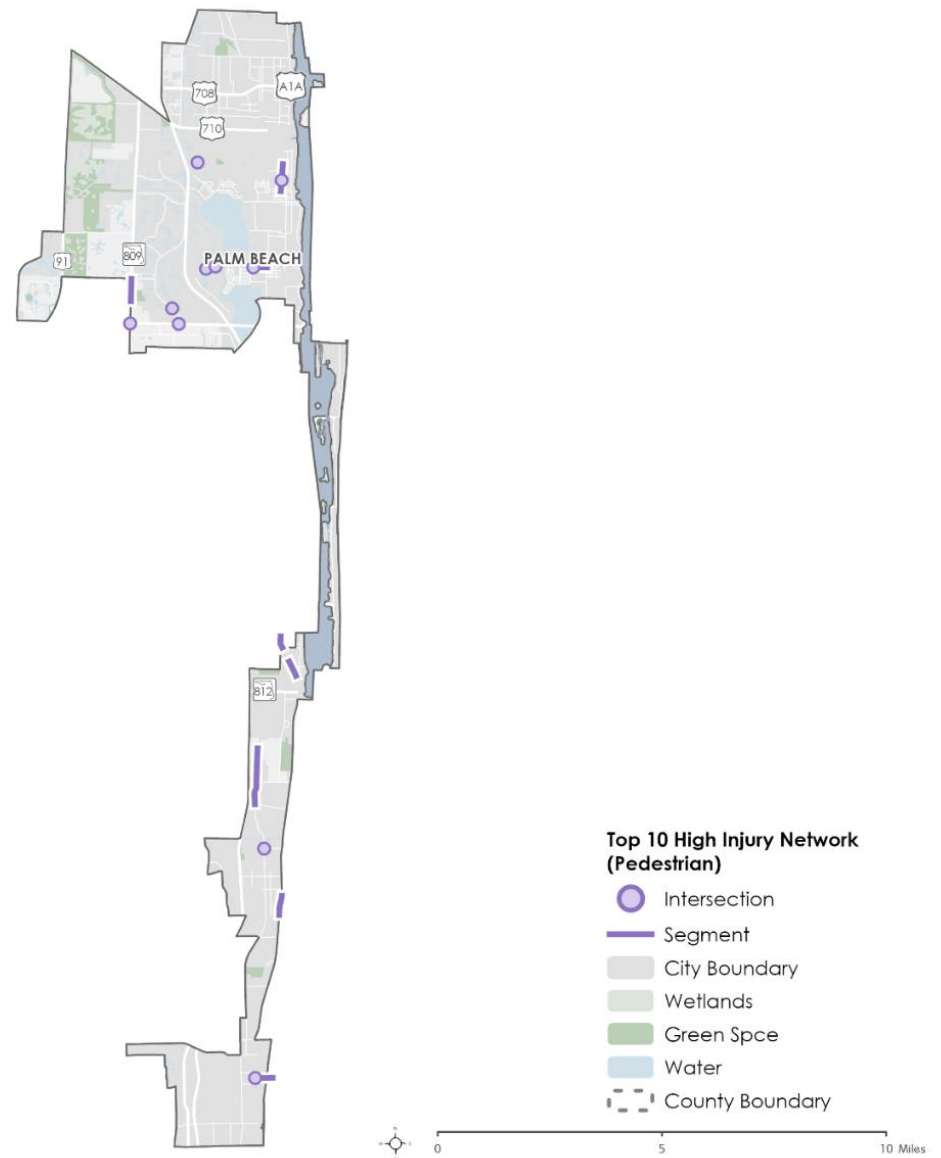 A1A
708
710
PALM BEACH
809
91
812
Top 10 High Injury Network
(Pedestrian)
Intersection
Segment
City Boundary
Wetlands
Green Spce
Water
County Boundary
0 5 10 Miles